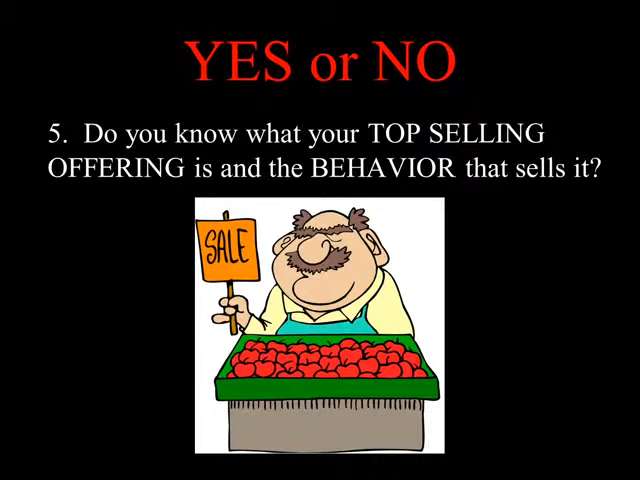 YES or NO
5. Do you know what your TOP SELLING
OFFERING is and the BEHAVIOR that sells it?
SALE